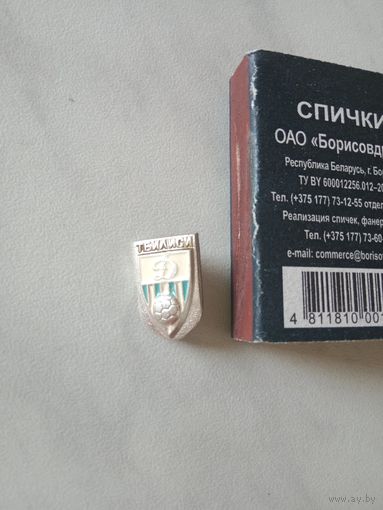 ТБИЛИСИ
Д
СПИЧКИ
ОАО «Борисовд
Республика Беларусь, г. Бо
ТУ BY 600012256.012-20
Тел. (+375 177) 73-12-55 отдел
Реализация спичек, фанер
Тел. (+375 177) 73-60-
e-mail: commerce@boriso
4 811810 001
www.ay.by